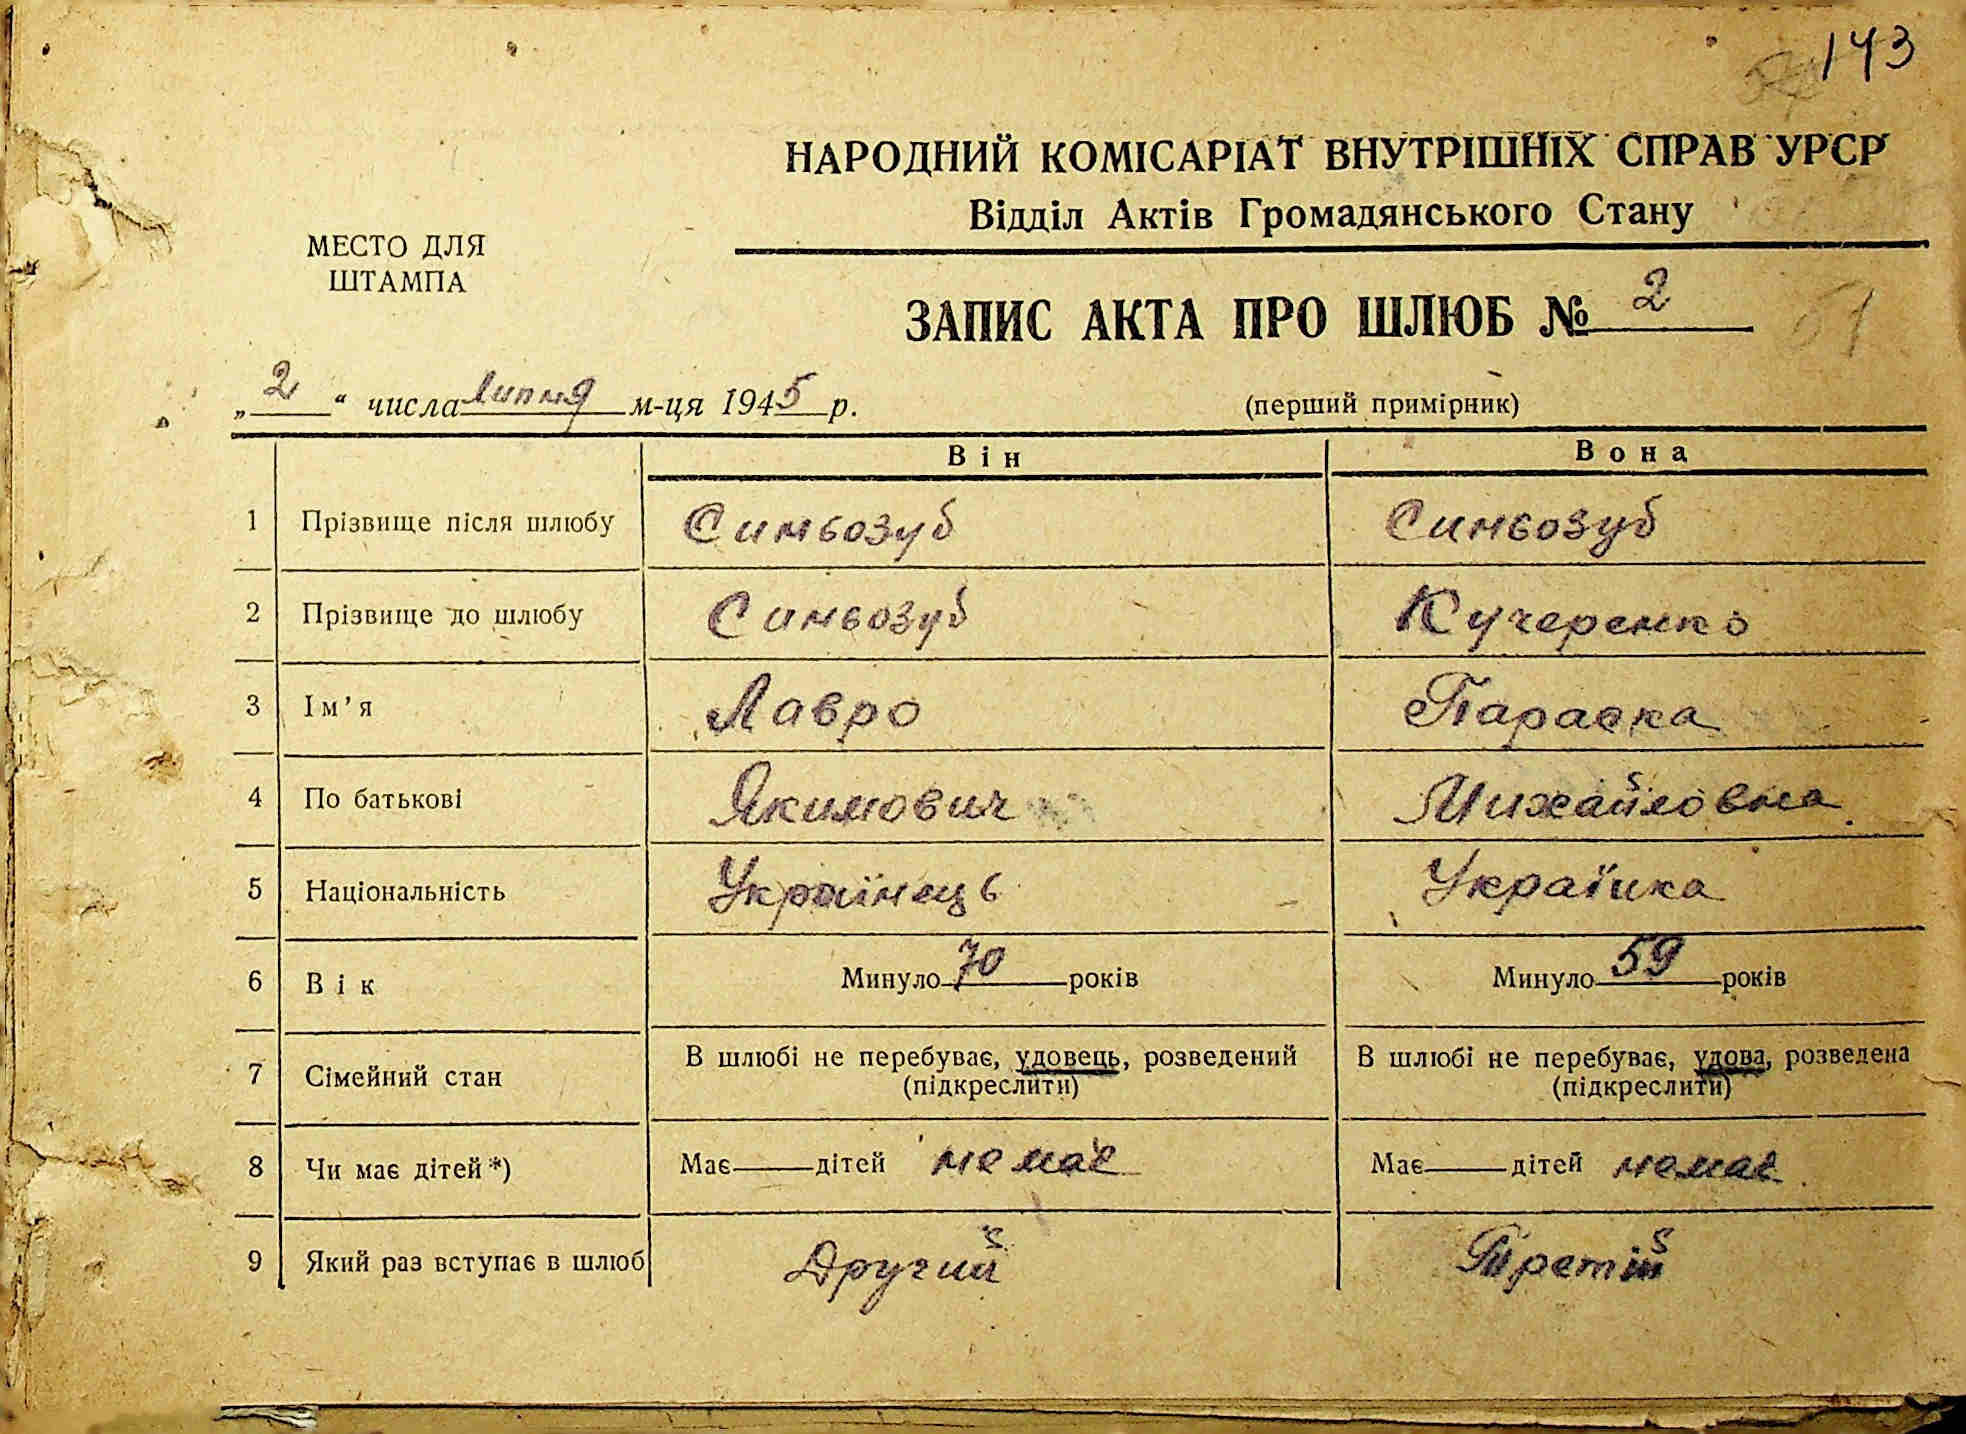 143
НАРОДНИЙ КОМІСАРІАТ ВНУТРІШНІХ СПРАВ УРСР
Відділ Актів Громадянського Стану
МЕСТО ДЛЯ
ШТАМПА
ЗАПИС АКТА ПРО ШЛЮБ № 2
51
„2“ числа Липня м-ця 1945 р.
(перший примірник)
Він Вона
1 Прізвище після шлюбу Синьозуб Синьозуб
2 Прізвище до шлюбу Синьозуб Кучеренко
3 Ім’я Лавро Параска
4 По батькові Якимович Михайловна
5 Національність Українець Українка
6 Вік Минуло 70 років Минуло 59 років
7 Сімейний стан В шлюбі не перебуває, удовець, розведений В шлюбі не перебуває, удова, розведена
(підкреслити) (підкреслити)
8 Чи має дітей*) Має дітей немає Має дітей немає
9 Який раз вступає в шлюб Другий Третій